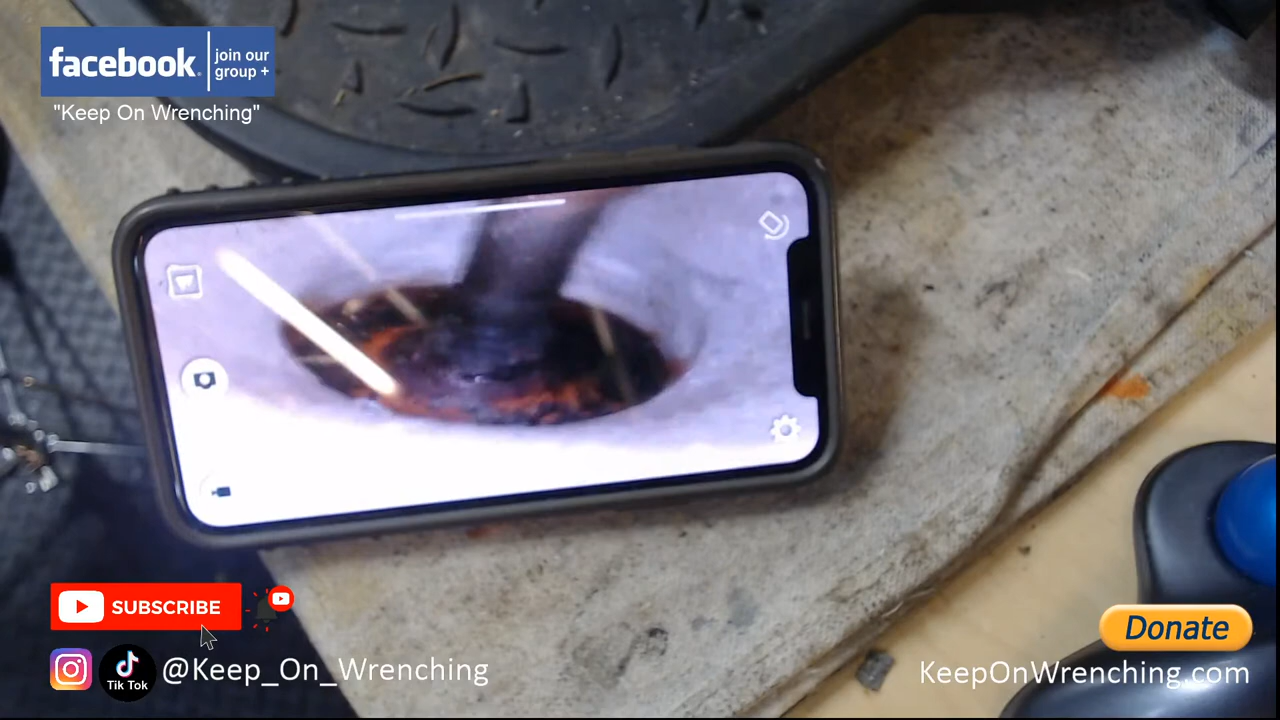 facebook.
join our
group +
"Keep On Wrenching"
SUBSCRIBE
Tik Tok
@Keep_On_Wrenching
Donate
KeepOnWrenching.com